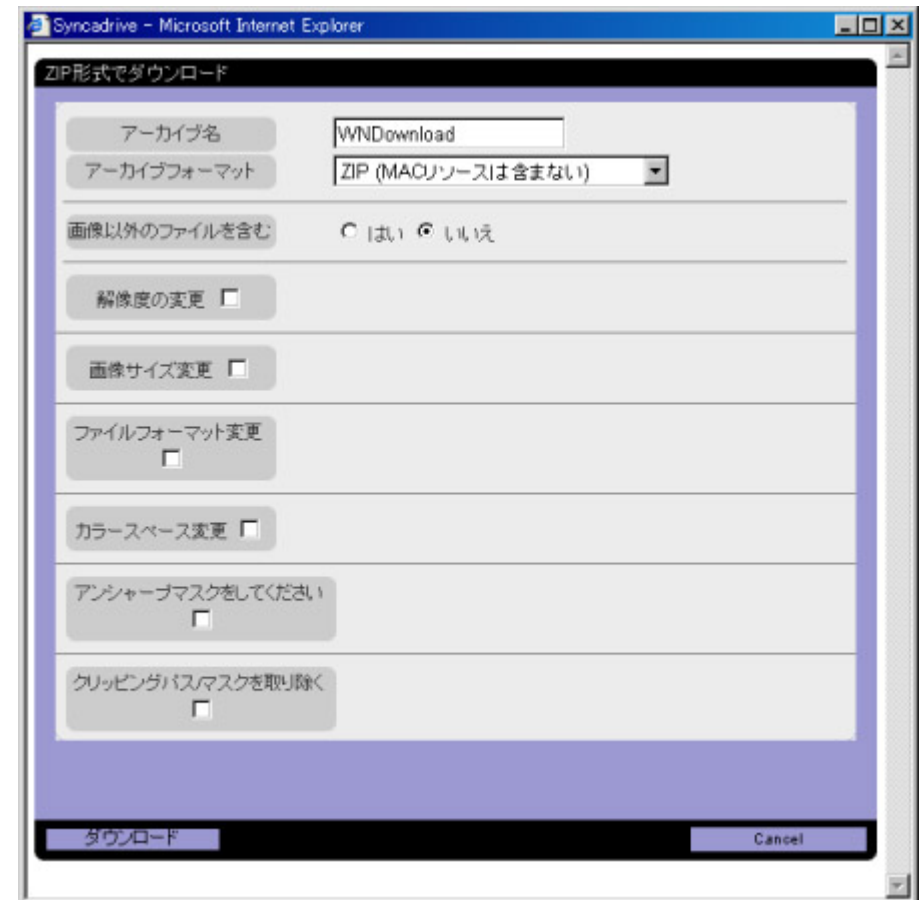 Syncadrive - Microsoft Internet Explorer
ZIP形式でダウンロード
アーカイブ名 WNDownload
アーカイブフォーマット ZIP (MACリソースは含まない)
画像以外のファイルを含む はい いいえ
解像度の変更
画像サイズ変更
ファイルフォーマット変更
カラースペース変更
アンシャープマスクをしてください
クリッピングパス/マスクを取り除く
ダウンロード Cancel